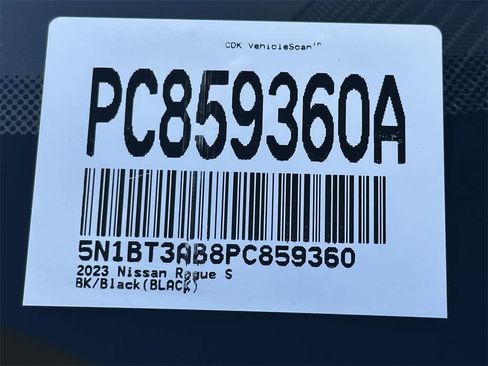 CDK VehicleScan
PC859360A
5N1BT3AB8PC859360
2023 Nissan Rogue S
BK/Black(BLACK)